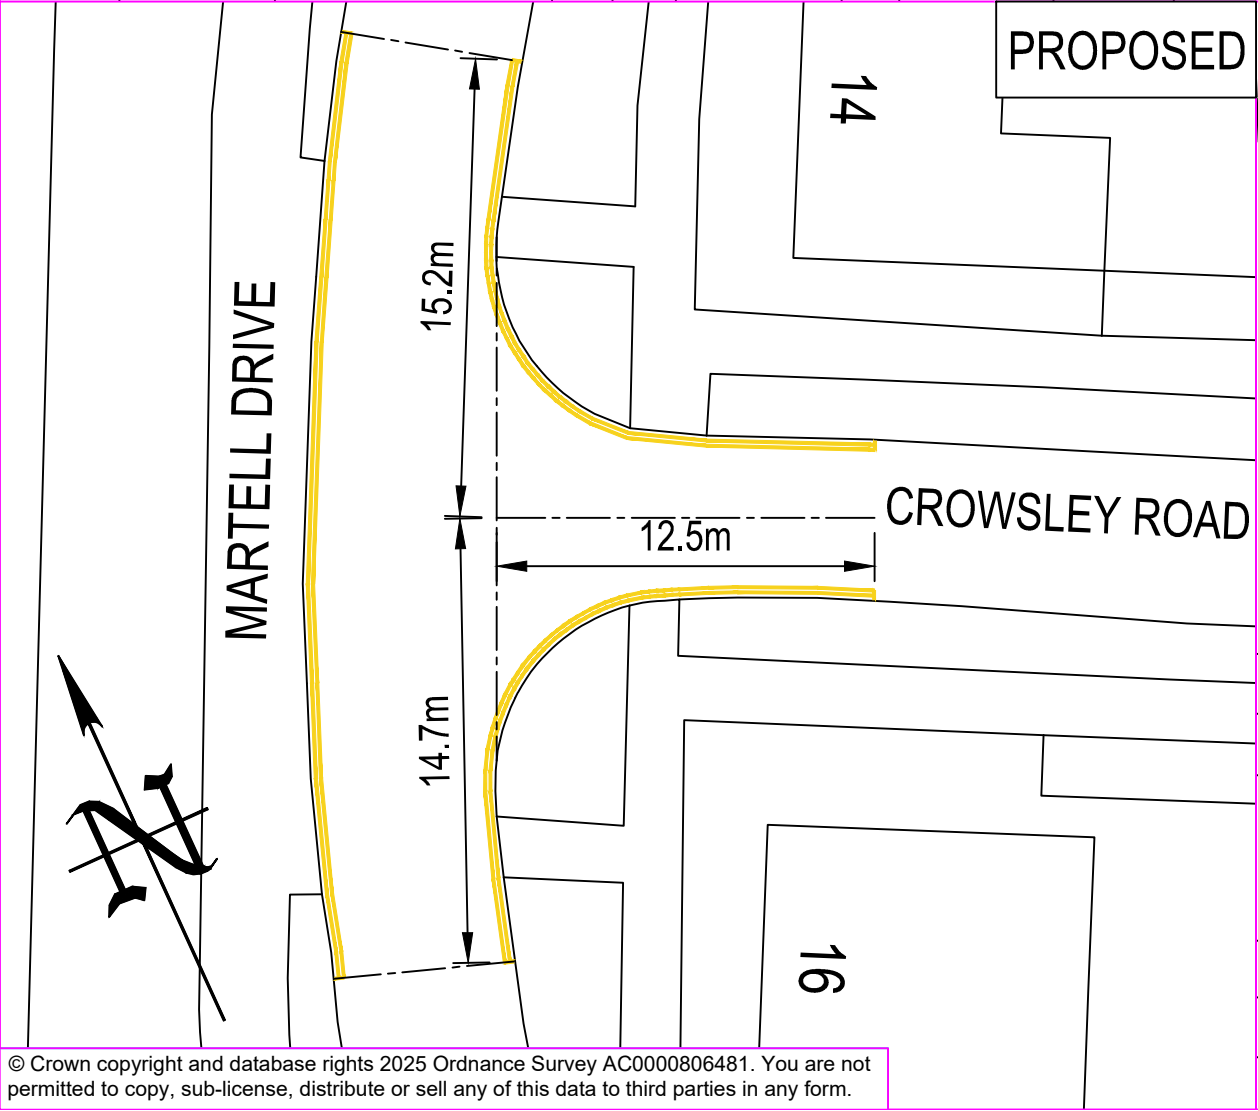 PROPOSED
14
15.2m
MARTELL DRIVE
CROWSLEY ROAD
12.5m
14.7m
N
16
© Crown copyright and database rights 2025 Ordnance Survey AC0000806481. You are not
permitted to copy, sub-license, distribute or sell any of this data to third parties in any form.